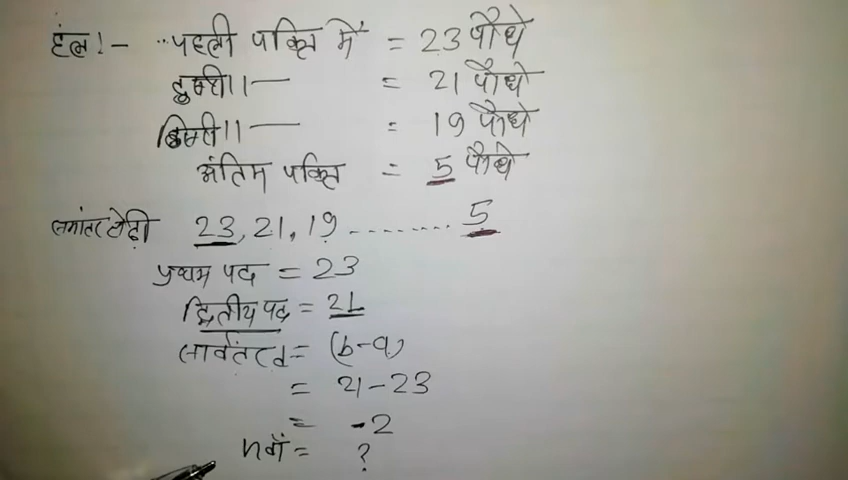 हल :- पहली पंक्ति में = 23 पौधे
दुसरी ॥ — = 21 पौधे
तिसरी ॥ — = 19 पौधे
अंतिम पंक्ति = 5 पौधे
समांतर श्रेढ़ी 23, 21, 19 ........ 5
प्रथम पद = 23
द्वितीय पद = 21
सार्वअंतर d = (b-a)
= 21-23
= -2
nवाँ = ?